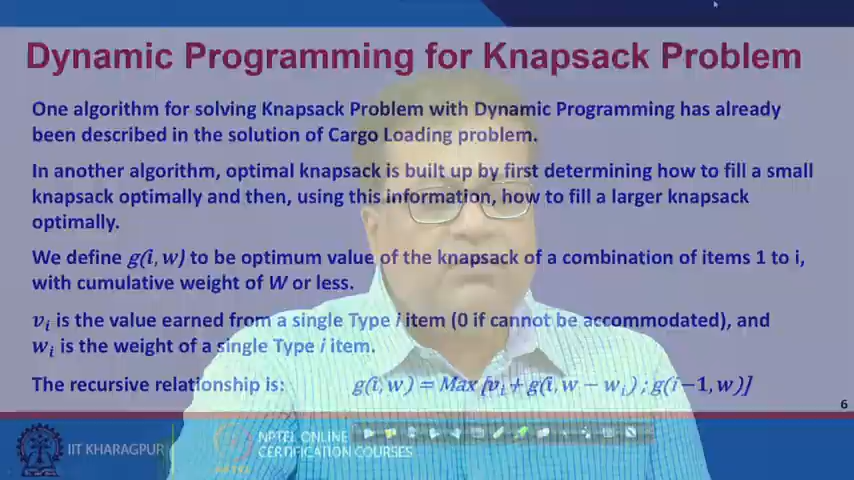 Dynamic Programming for Knapsack Problem
One algorithm for solving Knapsack Problem with Dynamic Programming has already
been described in the solution of Cargo Loading problem.
In another algorithm, optimal knapsack is built up by first determining how to fill a small
knapsack optimally and then, using this information, how to fill a larger knapsack
optimally.
We define g(i, w) to be optimum value of the knapsack of a combination of items 1 to i,
with cumulative weight of W or less.
vᵢ is the value earned from a single Type i item (0 if cannot be accommodated), and
wᵢ is the weight of a single Type i item.
The recursive relationship is: g(i, w) = Max [vᵢ + g(i, w − wᵢ) ; g(i−1, w)]
6
IIT KHARAGPUR
NPTEL ONLINE
CERTIFICATION COURSES
NPTEL